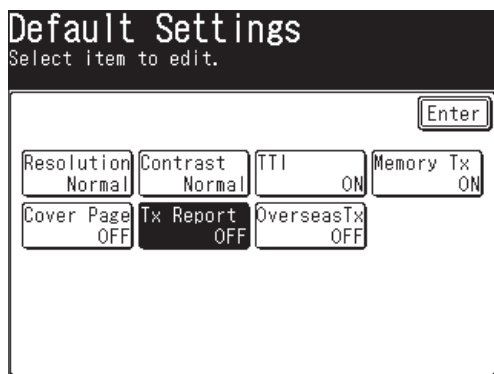 Default Settings
Select item to edit.
Enter
Resolution Contrast TTI Memory Tx
Normal Normal ON ON
Cover Page Tx Report OverseasTx
OFF OFF OFF